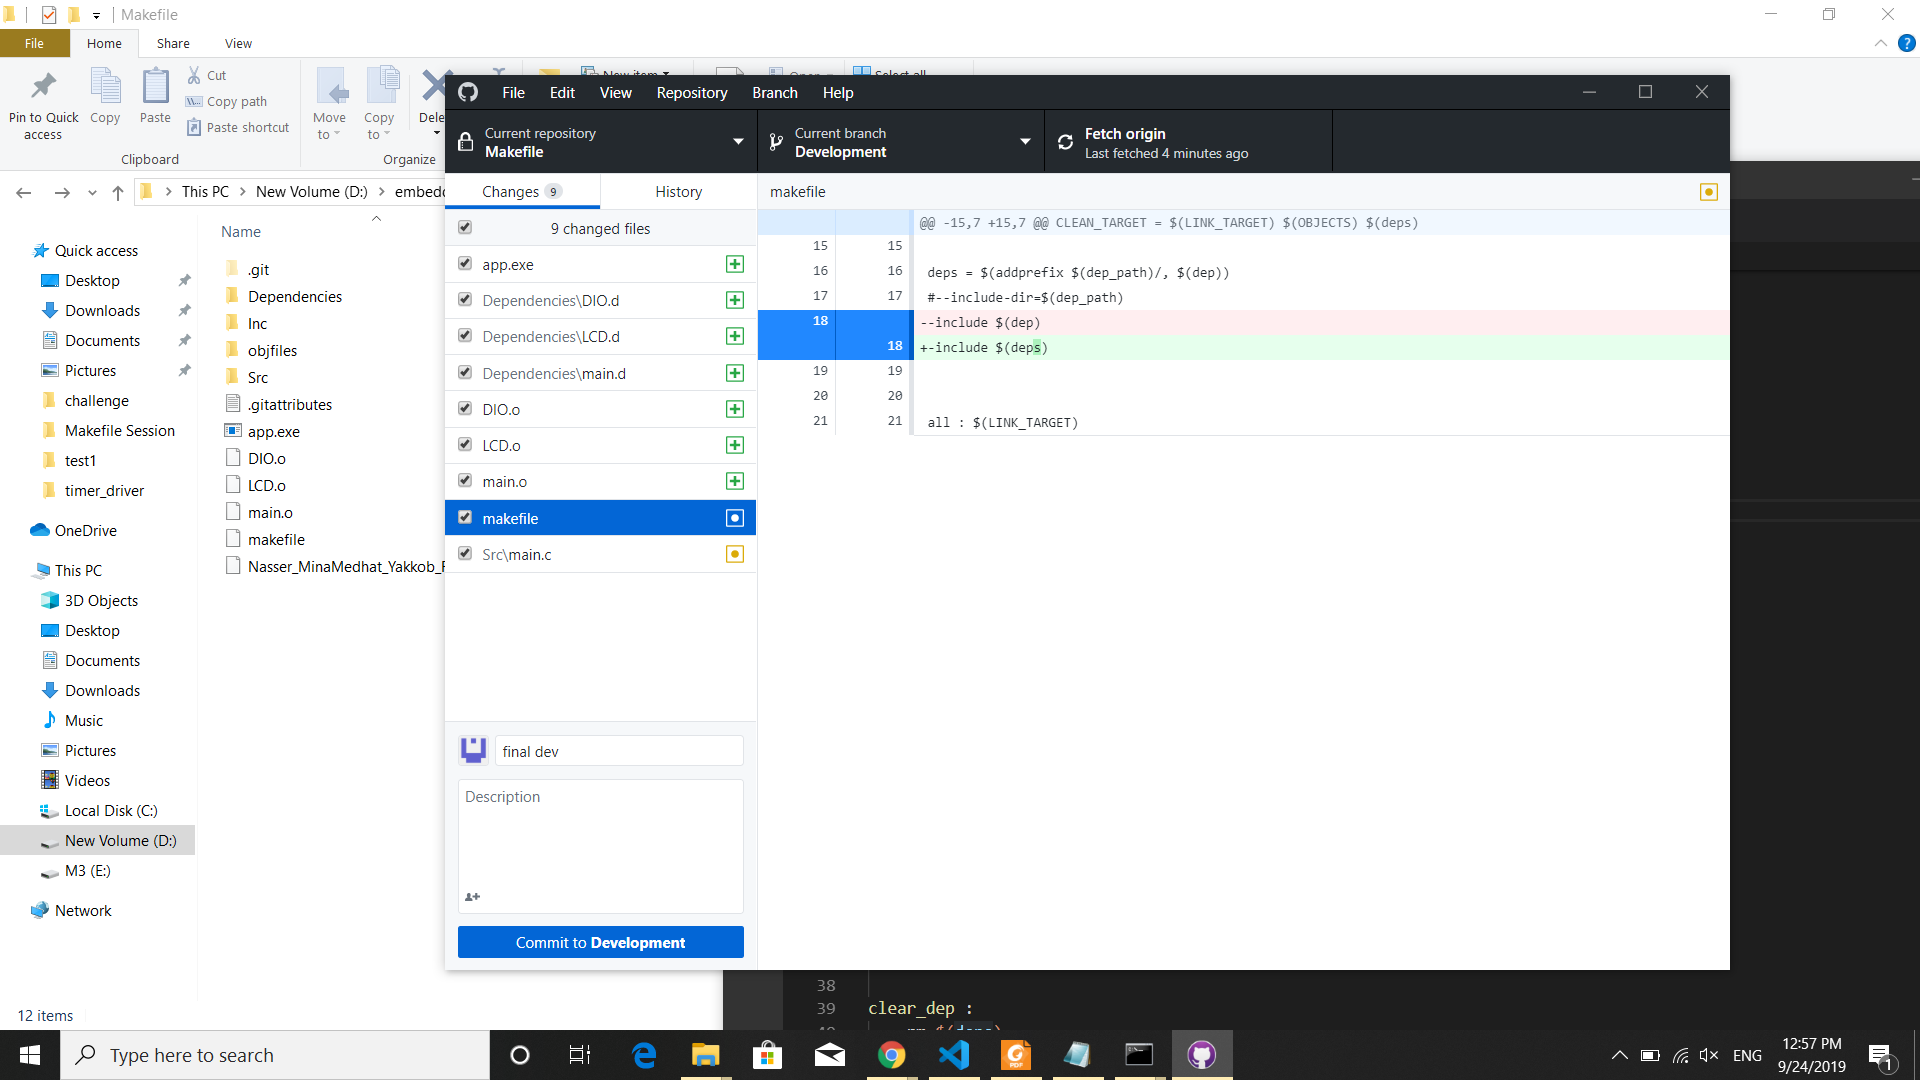 Makefile
File
Home
Share
View
Pin to Quick access
Copy
Paste
Cut
Copy path
Paste shortcut
Clipboard
Move to
Copy to
Organize
New item
Open
Select all
This PC
New Volume (D:)
Name
Quick access
Desktop
Downloads
Documents
Pictures
challenge
Makefile Session
test1
timer_driver
OneDrive
This PC
3D Objects
Desktop
Documents
Downloads
Music
Pictures
Videos
Local Disk (C:)
New Volume (D:)
M3 (E:)
Network
.git
Dependencies
Inc
objfiles
Src
.gitattributes
app.exe
DIO.o
LCD.o
main.o
makefile
12 items
File
Edit
View
Repository
Branch
Help
Current repository
Makefile
Current branch
Development
Fetch origin
Last fetched 4 minutes ago
Changes 9
History
9 changed files
app.exe
Dependencies\DIO.d
Dependencies\LCD.d
Dependencies\main.d
DIO.o
LCD.o
main.o
makefile
Src\main.c
final dev
Description
Commit to Development
makefile
@@ -15,7 +15,7 @@ CLEAN_TARGET = $(LINK_TARGET) $(OBJECTS) $(deps)
15 15
16 16 deps = $(addprefix $(dep_path)/, $(dep))
17 17 #--include-dir=$(dep_path)
18 --include $(dep)
18 +-include $(deps)
19 19
20 20
21 21 all : $(LINK_TARGET)
38
39 clear_dep :
Type here to search
ENG
12:57 PM
9/24/2019
1